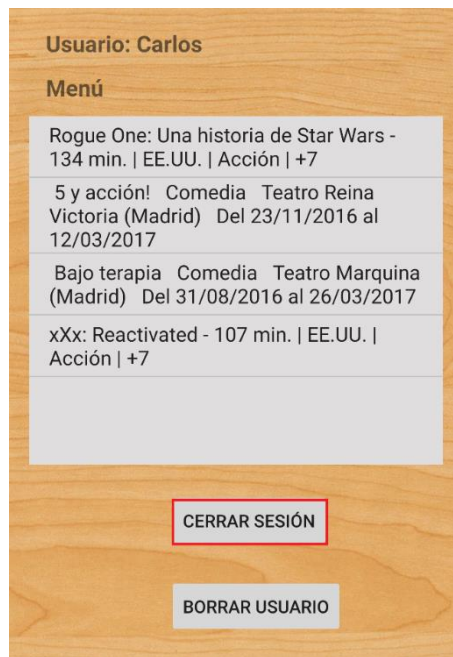 Usuario: Carlos
Menú
Rogue One: Una historia de Star Wars -
134 min. | EE.UU. | Acción | +7
5 y acción!   Comedia   Teatro Reina
Victoria (Madrid)   Del 23/11/2016 al
12/03/2017
Bajo terapia   Comedia   Teatro Marquina
(Madrid)   Del 31/08/2016 al 26/03/2017
xXx: Reactivated - 107 min. | EE.UU. |
Acción | +7
CERRAR SESIÓN
BORRAR USUARIO